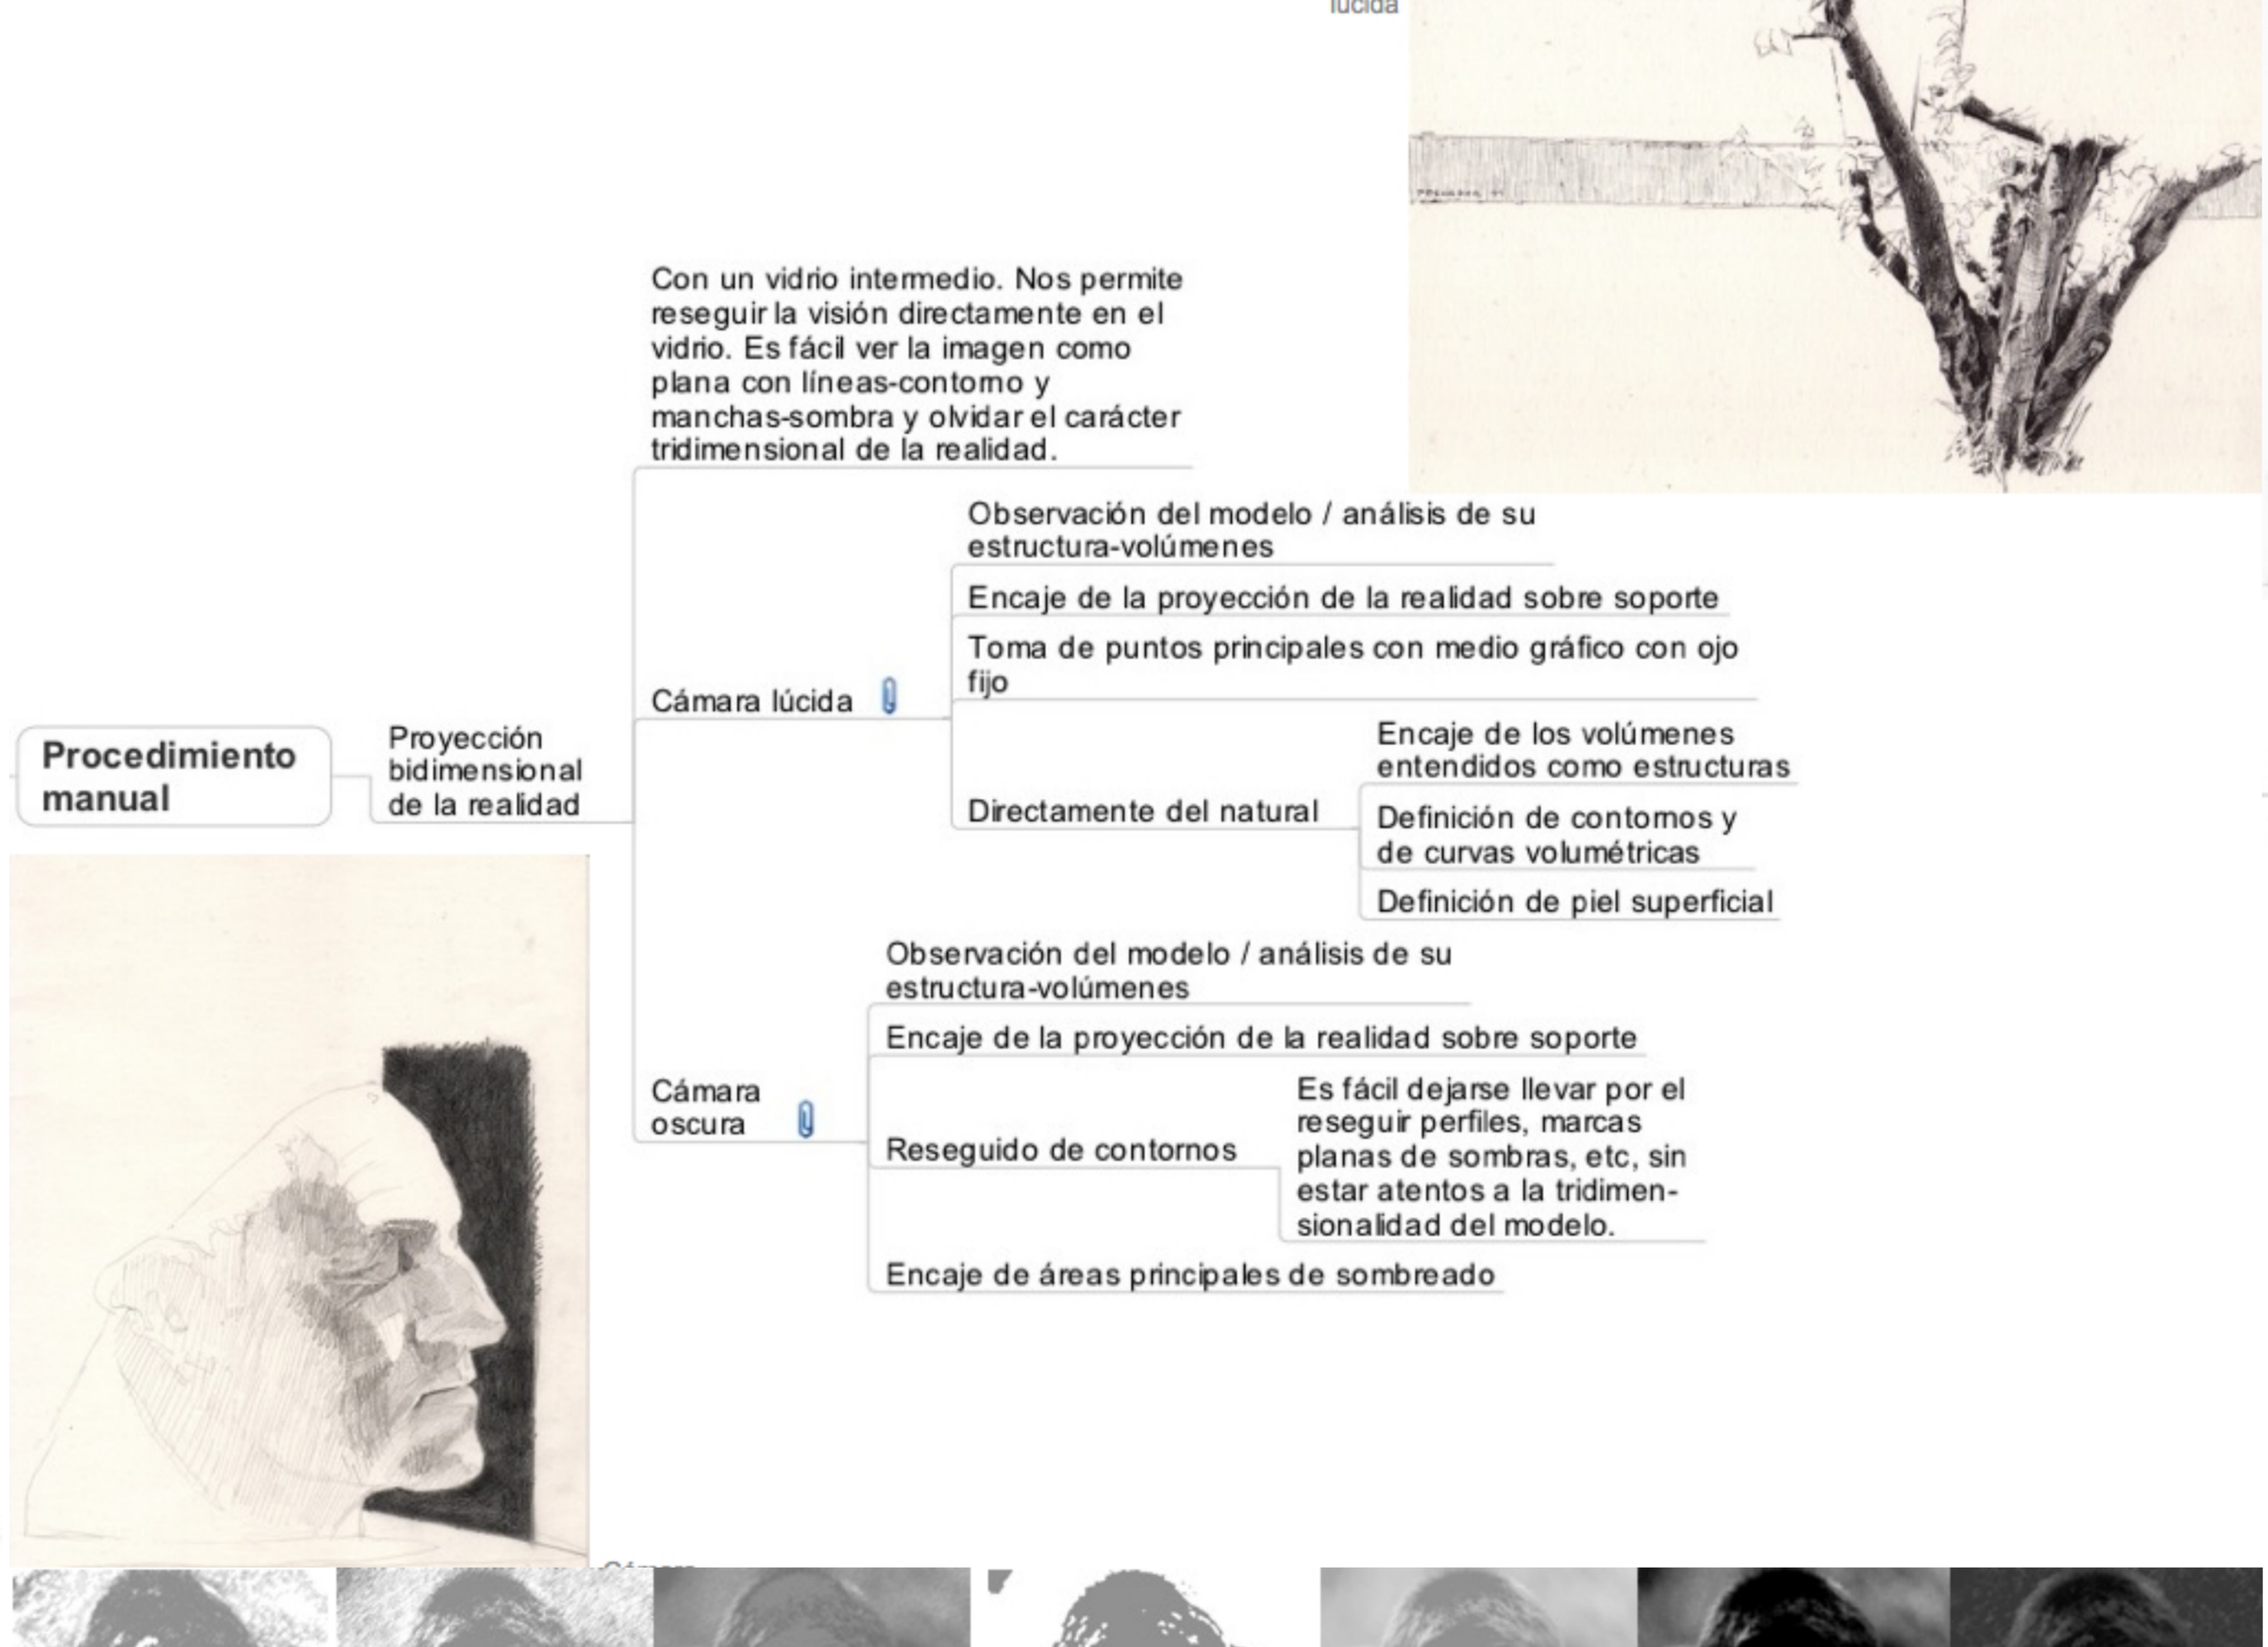 lúcida
Con un vidrio intermedio. Nos permite
reseguir la visión directamente en el
vidrio. Es fácil ver la imagen como
plana con líneas-contorno y
manchas-sombra y olvidar el carácter
tridimensional de la realidad.
Observación del modelo / análisis de su
estructura-volúmenes
Encaje de la proyección de la realidad sobre soporte
Toma de puntos principales con medio gráfico con ojo
fijo
Cámara lúcida
Procedimiento
manual
Proyección
bidimensional
de la realidad
Directamente del natural
Encaje de los volúmenes
entendidos como estructuras
Definición de contornos y
de curvas volumétricas
Definición de piel superficial
Observación del modelo / análisis de su
estructura-volúmenes
Encaje de la proyección de la realidad sobre soporte
Cámara
oscura
Reseguido de contornos
Es fácil dejarse llevar por el
reseguir perfiles, marcas
planas de sombras, etc, sin
estar atentos a la tridimen-
sionalidad del modelo.
Encaje de áreas principales de sombreado